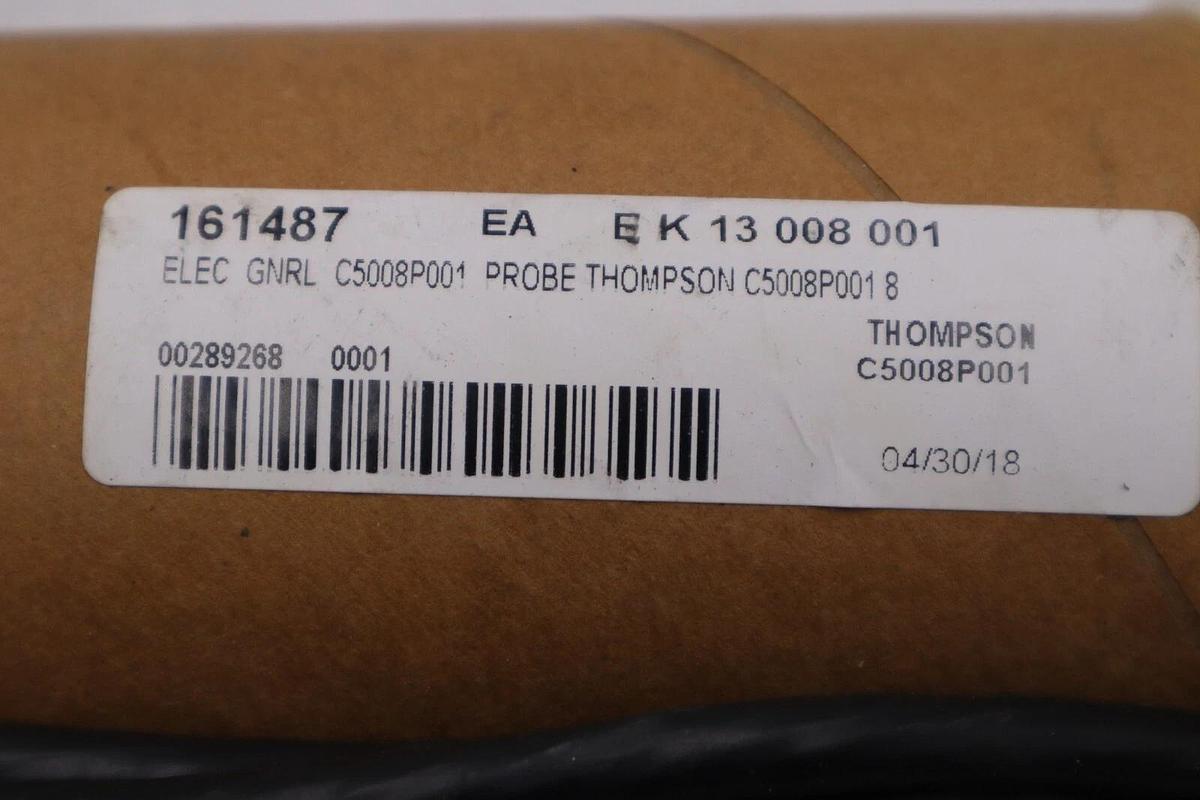 161487 EA E K 13 008 001
ELEC GNRL C5008P001 PROBE THOMPSON C5008P001 8
THOMPSON
00289268 0001
C5008P001
04/30/18